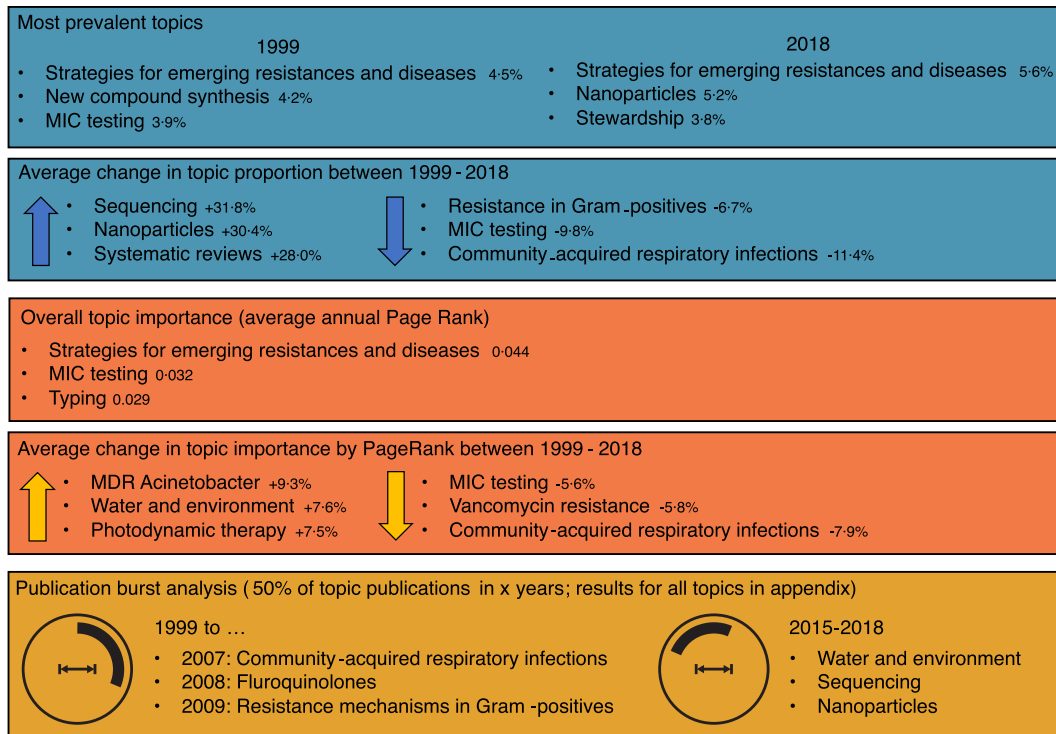 Most prevalent topics
1999
• Strategies for emerging resistances and diseases 4·5%
• New compound synthesis 4·2%
• MIC testing 3·9%
2018
• Strategies for emerging resistances and diseases 5·6%
• Nanoparticles 5·2%
• Stewardship 3·8%
Average change in topic proportion between 1999 - 2018
• Sequencing +31·8%
• Nanoparticles +30·4%
• Systematic reviews +28·0%
• Resistance in Gram-positives -6·7%
• MIC testing -9·8%
• Community-acquired respiratory infections -11·4%
Overall topic importance (average annual Page Rank)
• Strategies for emerging resistances and diseases 0·044
• MIC testing 0·032
• Typing 0.029
Average change in topic importance by PageRank between 1999 - 2018
• MDR Acinetobacter +9·3%
• Water and environment +7·6%
• Photodynamic therapy +7·5%
• MIC testing -5·6%
• Vancomycin resistance -5·8%
• Community-acquired respiratory infections -7·9%
Publication burst analysis (50% of topic publications in x years; results for all topics in appendix)
1999 to ...
• 2007: Community-acquired respiratory infections
• 2008: Fluroquinolones
• 2009: Resistance mechanisms in Gram -positives
2015-2018
• Water and environment
• Sequencing
• Nanoparticles